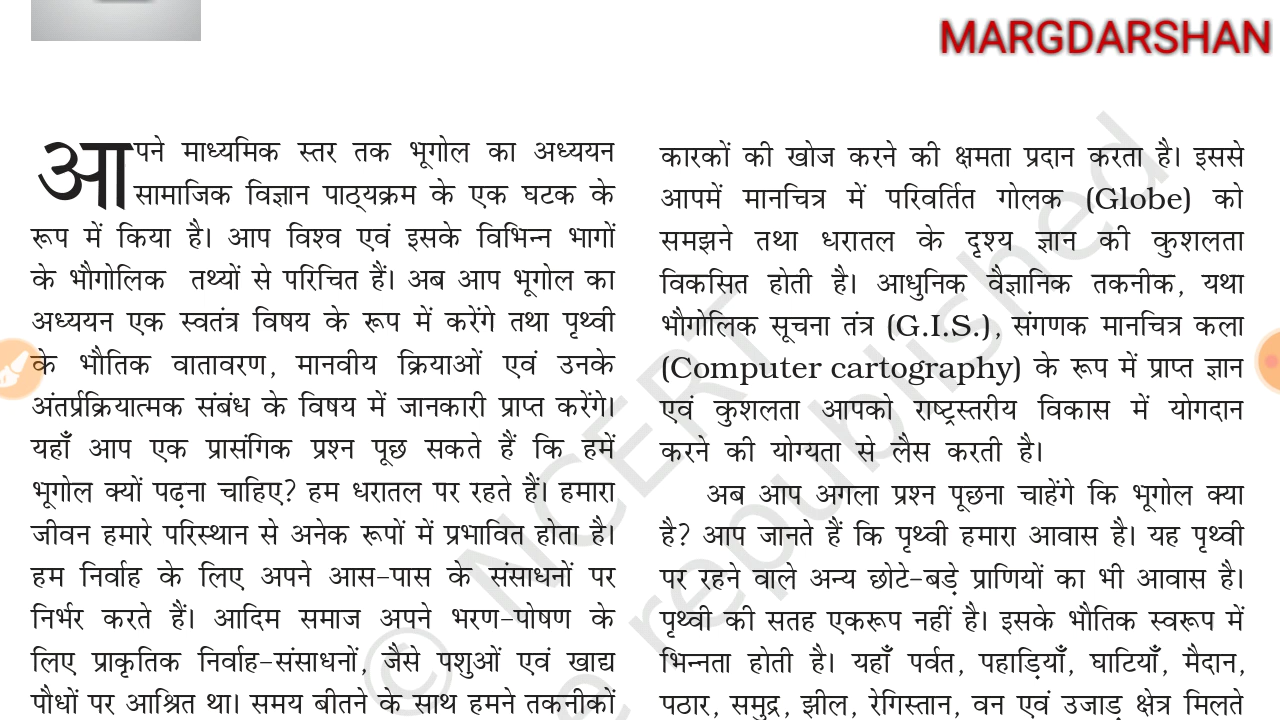 MARGDARSHAN
आपने माध्यमिक स्तर तक भूगोल का अध्ययन
सामाजिक विज्ञान पाठ्यक्रम के एक घटक के
रूप में किया है। आप विश्व एवं इसके विभिन्न भागों
के भौगोलिक तथ्यों से परिचित हैं। अब आप भूगोल का
अध्ययन एक स्वतंत्र विषय के रूप में करेंगे तथा पृथ्वी
के भौतिक वातावरण, मानवीय क्रियाओं एवं उनके
अंतर्प्रक्रियात्मक संबंध के विषय में जानकारी प्राप्त करेंगे।
यहाँ आप एक प्रासंगिक प्रश्न पूछ सकते हैं कि हमें
भूगोल क्यों पढ़ना चाहिए? हम धरातल पर रहते हैं। हमारा
जीवन हमारे परिस्थान से अनेक रूपों में प्रभावित होता है।
हम निर्वाह के लिए अपने आस-पास के संसाधनों पर
निर्भर करते हैं। आदिम समाज अपने भरण-पोषण के
लिए प्राकृतिक निर्वाह-संसाधनों, जैसे पशुओं एवं खाद्य
पौधों पर आश्रित था। समय बीतने के साथ हमने तकनीकों
कारकों की खोज करने की क्षमता प्रदान करता है। इससे
आपमें मानचित्र में परिवर्तित गोलक (Globe) को
समझने तथा धरातल के दृश्य ज्ञान की कुशलता
विकसित होती है। आधुनिक वैज्ञानिक तकनीक, यथा
भौगोलिक सूचना तंत्र (G.I.S.), संगणक मानचित्र कला
(Computer cartography) के रूप में प्राप्त ज्ञान
एवं कुशलता आपको राष्ट्रस्तरीय विकास में योगदान
करने की योग्यता से लैस करती है।
अब आप अगला प्रश्न पूछना चाहेंगे कि भूगोल क्या
है? आप जानते हैं कि पृथ्वी हमारा आवास है। यह पृथ्वी
पर रहने वाले अन्य छोटे-बड़े प्राणियों का भी आवास है।
पृथ्वी की सतह एकरूप नहीं है। इसके भौतिक स्वरूप में
भिन्नता होती है। यहाँ पर्वत, पहाड़ियाँ, घाटियाँ, मैदान,
पठार, समुद्र, झील, रेगिस्तान, वन एवं उजाड़ क्षेत्र मिलते
© NCERT
e republished